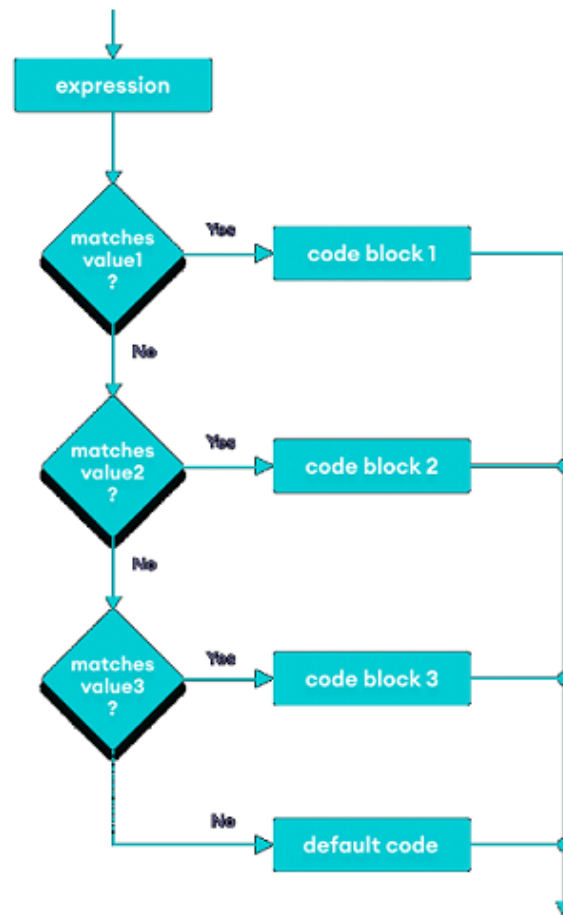 expression
matches
value1
?
Yes
code block 1
No
matches
value2
?
Yes
code block 2
No
matches
value3
?
Yes
code block 3
No
default code